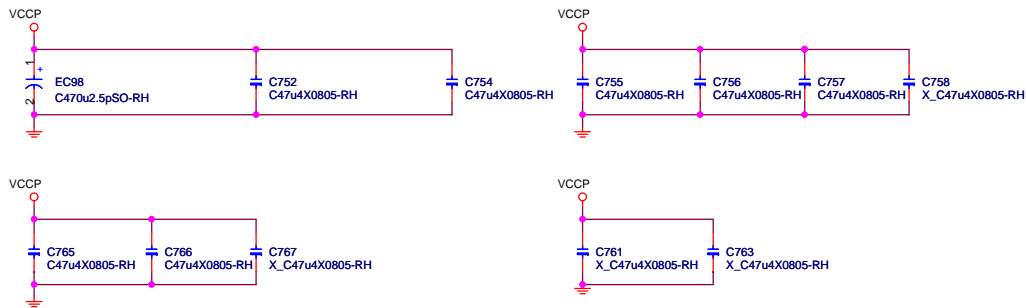 VCCP
VCCP
1
+
2
EC98
C470u2.5pSO-RH
C752
C47u4X0805-RH
C754
C47u4X0805-RH
C755
C47u4X0805-RH
C756
C47u4X0805-RH
C757
C47u4X0805-RH
C758
X_C47u4X0805-RH
VCCP
VCCP
C765
C47u4X0805-RH
C766
C47u4X0805-RH
C767
X_C47u4X0805-RH
C761
X_C47u4X0805-RH
C763
X_C47u4X0805-RH